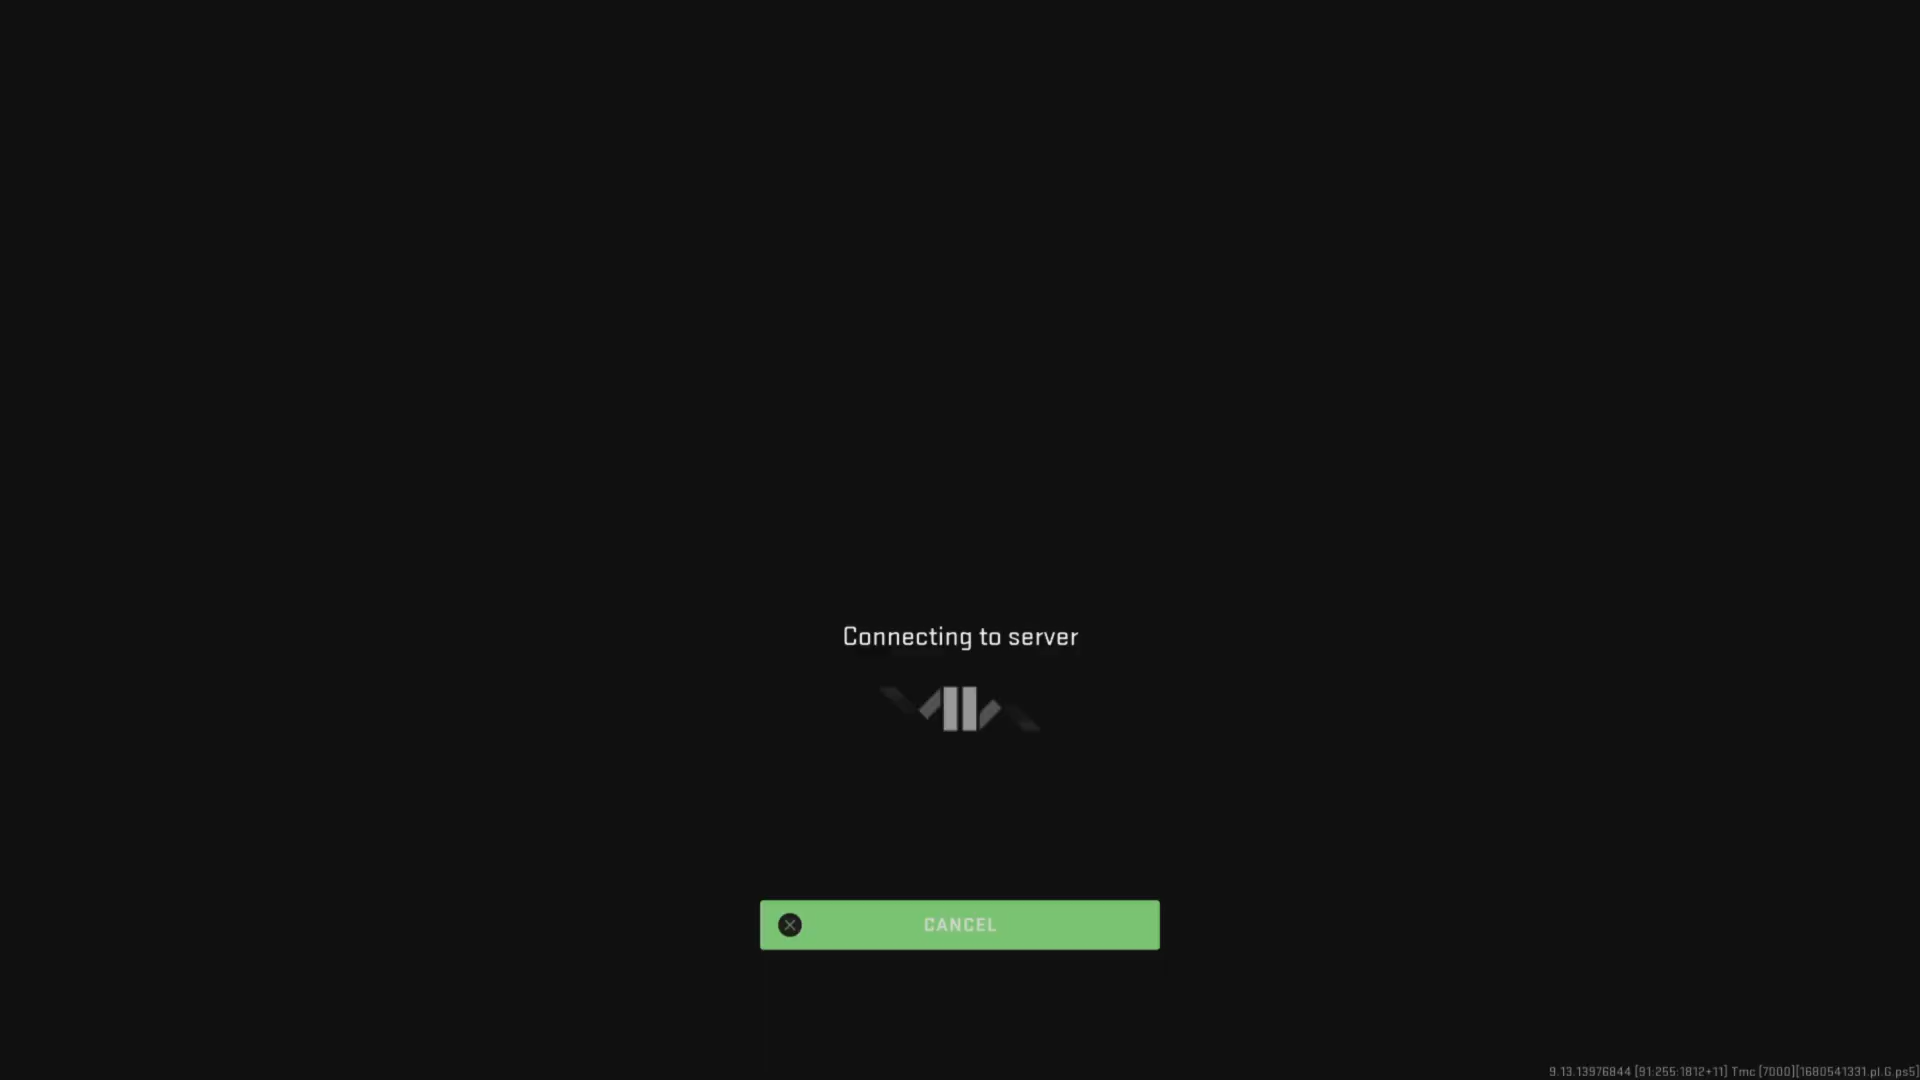 Connecting to server
CANCEL
9.13.13976844 [91:255:1812+11] Tmc [7000][1680541331.pl.G.ps5]